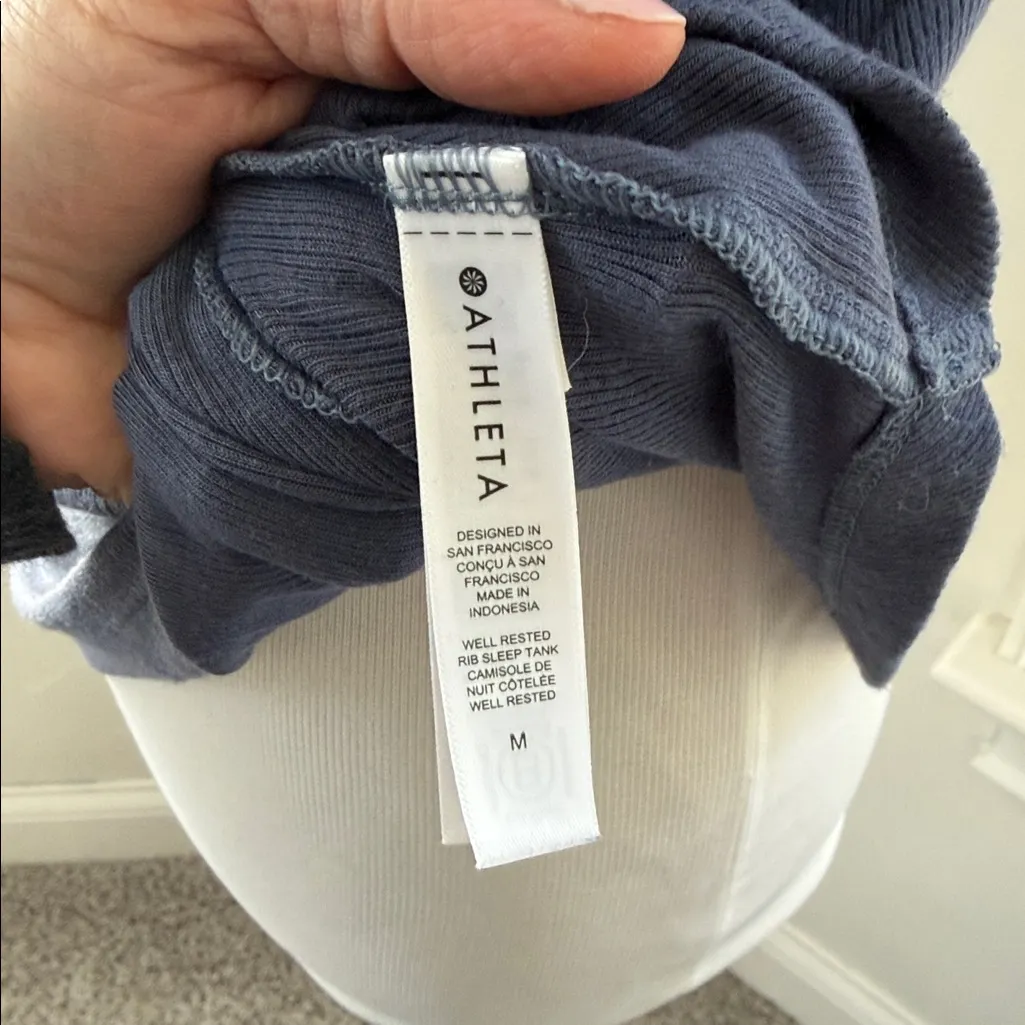 ATHLETA
DESIGNED IN
SAN FRANCISCO
CONÇU À SAN
FRANCISCO
MADE IN
INDONESIA
WELL RESTED
RIB SLEEP TANK
CAMISOLE DE
NUIT CÔTELÉE
WELL RESTED
M